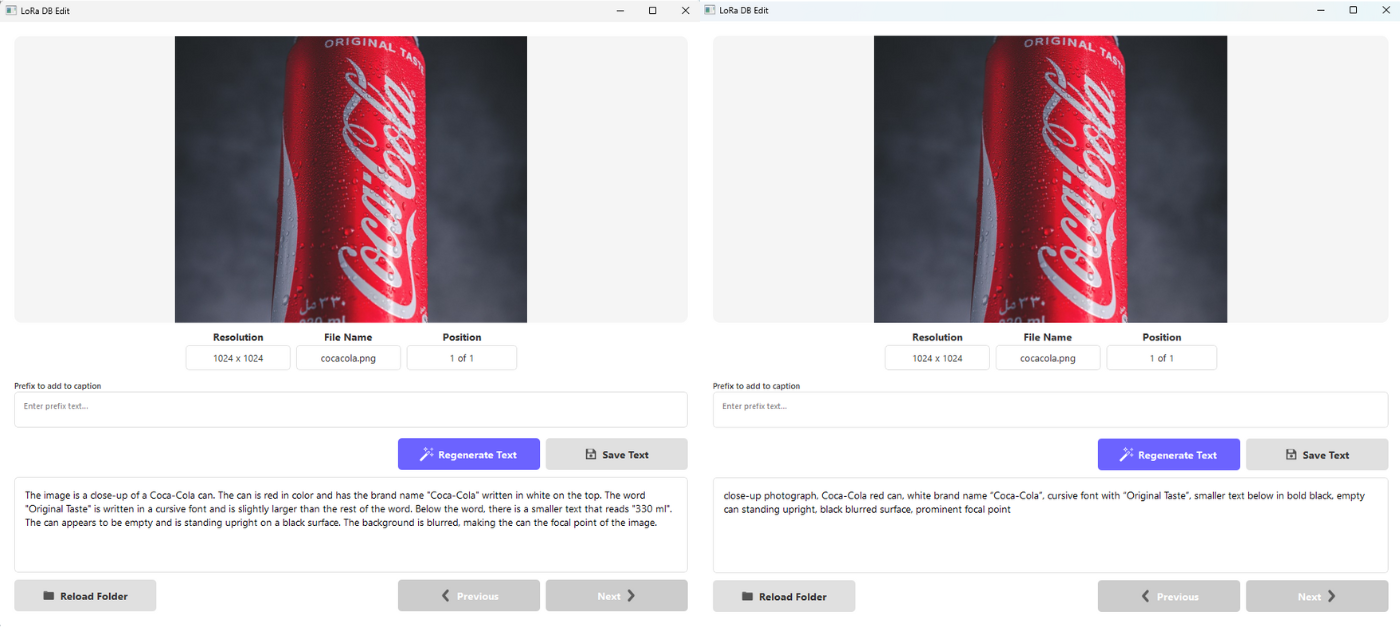 LoRa DB Edit
ORIGINAL TASTE
Coca-Cola
٣٣٠ مل
330 ml
Resolution File Name Position
1024 x 1024 cocacola.png 1 of 1
Prefix to add to caption
Enter prefix text...
Regenerate Text Save Text
The image is a close-up of a Coca-Cola can. The can is red in color and has the brand name "Coca-Cola" written in white on the top. The word
"Original Taste" is written in a cursive font and is slightly larger than the rest of the word. Below the word, there is a smaller text that reads "330 ml".
The can appears to be empty and is standing upright on a black surface. The background is blurred, making the can the focal point of the image.
Reload Folder Previous Next
LoRa DB Edit
ORIGINAL TASTE
Coca-Cola
٣٣٠ مل
330 ml
Resolution File Name Position
1024 x 1024 cocacola.png 1 of 1
Prefix to add to caption
Enter prefix text...
Regenerate Text Save Text
close-up photograph, Coca-Cola red can, white brand name “Coca-Cola”, cursive font with “Original Taste”, smaller text below in bold black, empty
can standing upright, black blurred surface, prominent focal point
Reload Folder Previous Next